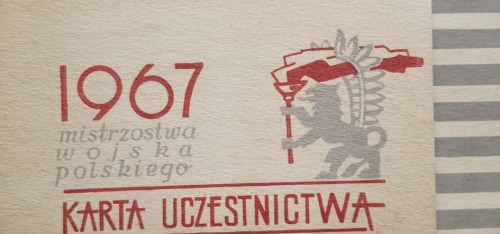 1967
mistrzostwa
wojska
polskiego
KARTA UCZESTNICTWA